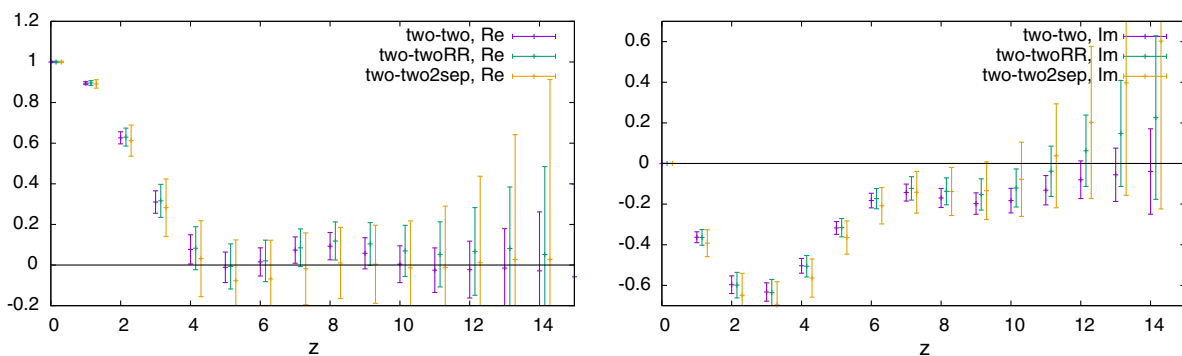 1.2
1
0.8
0.6
0.4
0.2
0
-0.2
0 2 4 6 8 10 12 14
z
two-two, Re
two-twoRR, Re
two-two2sep, Re
0.6
0.4
0.2
0
-0.2
-0.4
-0.6
0 2 4 6 8 10 12 14
z
two-two, Im
two-twoRR, Im
two-two2sep, Im